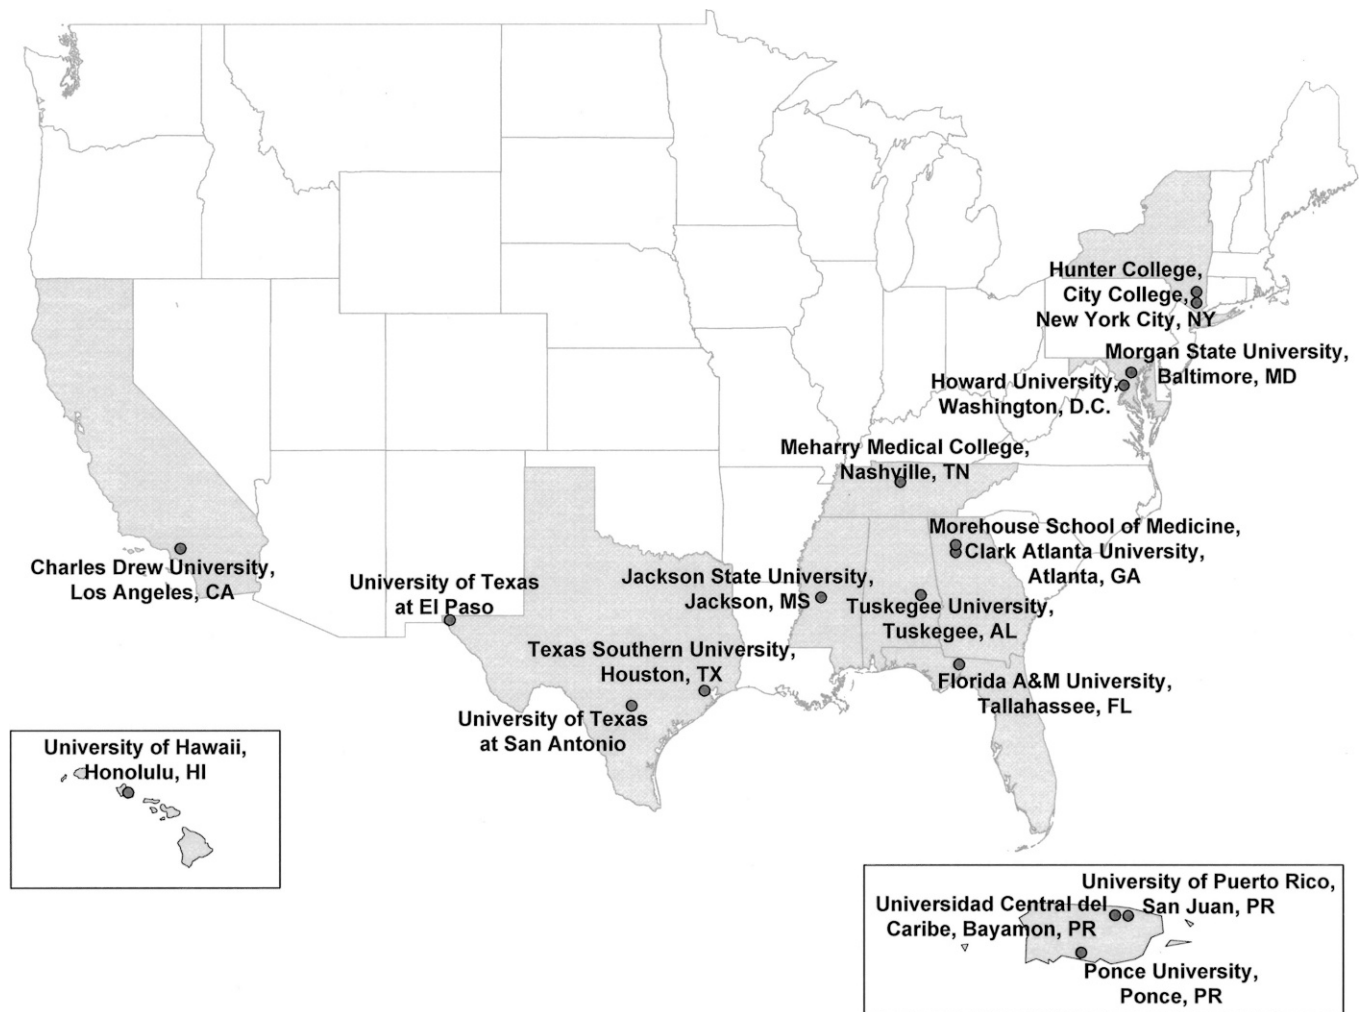 Hunter College,
City College,
New York City, NY
Morgan State University,
Baltimore, MD
Howard University,
Washington, D.C.
Meharry Medical College,
Nashville, TN
Morehouse School of Medicine,
Clark Atlanta University,
Atlanta, GA
Charles Drew University,
Los Angeles, CA
University of Texas
at El Paso
Jackson State University,
Jackson, MS
Tuskegee University,
Tuskegee, AL
Texas Southern University,
Houston, TX
Florida A&M University,
Tallahassee, FL
University of Texas
at San Antonio
University of Hawaii,
Honolulu, HI
University of Puerto Rico,
San Juan, PR
Universidad Central del
Caribe, Bayamon, PR
Ponce University,
Ponce, PR